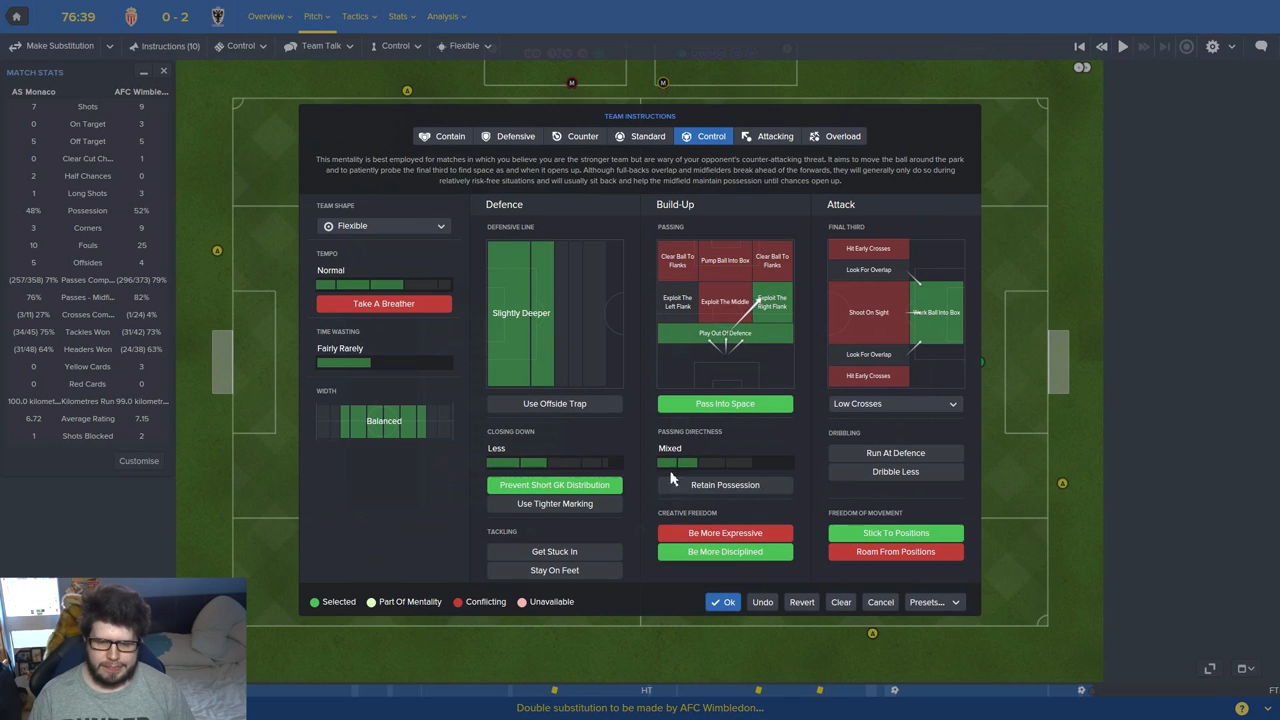 76:39
0 - 2
Overview
Pitch
Tactics
Stats
Analysis
Make Substitution
Instructions (10)
Control
Team Talk
Control
Flexible
MATCH STATS
AS Monaco
AFC Wimble...
7 Shots 9
0 On Target 3
5 Off Target 5
0 Clear Cut Ch... 1
2 Half Chances 0
1 Long Shots 3
48% Possession 52%
3 Corners 9
10 Fouls 25
5 Offsides 4
(257/358) 71% Passes Comp... (296/373) 79%
76% Passes - Midfi... 82%
(3/11) 27% Crosses Com... (1/24) 4%
(34/45) 75% Tackles Won (31/42) 73%
(31/48) 64% Headers Won (24/38) 63%
0 Yellow Cards 3
0 Red Cards 0
100.0 kilomet... Kilometres Run 99.0 kilometr...
6.72 Average Rating 7.15
1 Shots Blocked 2
Customise
M
M
A
A
A
A
TEAM INSTRUCTIONS
Contain
Defensive
Counter
Standard
Control
Attacking
Overload
This mentality is best employed for matches in which you believe you are the stronger team but are wary of your opponent's counter-attacking threat. It aims to move the ball around the park
and to patiently probe the final third to find space as and when it opens up. Although full-backs overlap and midfielders break ahead of the forwards, they will generally only do so during
relatively risk-free situations and will usually sit back and help the midfield maintain possession until chances open up.
TEAM SHAPE
Flexible
TEMPO
Normal
Take A Breather
TIME WASTING
Fairly Rarely
WIDTH
Balanced
Defence
DEFENSIVE LINE
Slightly Deeper
Use Offside Trap
CLOSING DOWN
Less
Prevent Short GK Distribution
Use Tighter Marking
TACKLING
Get Stuck In
Stay On Feet
Build-Up
PASSING
Clear Ball To
Flanks
Pump Ball Into Box
Clear Ball To
Flanks
Exploit The
Left Flank
Exploit The Middle
Exploit The
Right Flank
Play Out Of Defence
Pass Into Space
PASSING DIRECTNESS
Mixed
Retain Possession
CREATIVE FREEDOM
Be More Expressive
Be More Disciplined
Attack
FINAL THIRD
Hit Early Crosses
Look For Overlap
Shoot On Sight
Work Ball Into Box
Look For Overlap
Hit Early Crosses
Low Crosses
DRIBBLING
Run At Defence
Dribble Less
FREEDOM OF MOVEMENT
Stick To Positions
Roam From Positions
Selected
Part Of Mentality
Conflicting
Unavailable
Ok
Undo
Revert
Clear
Cancel
Presets...
HT
FT
Double substitution to be made by AFC Wimbledon...
?